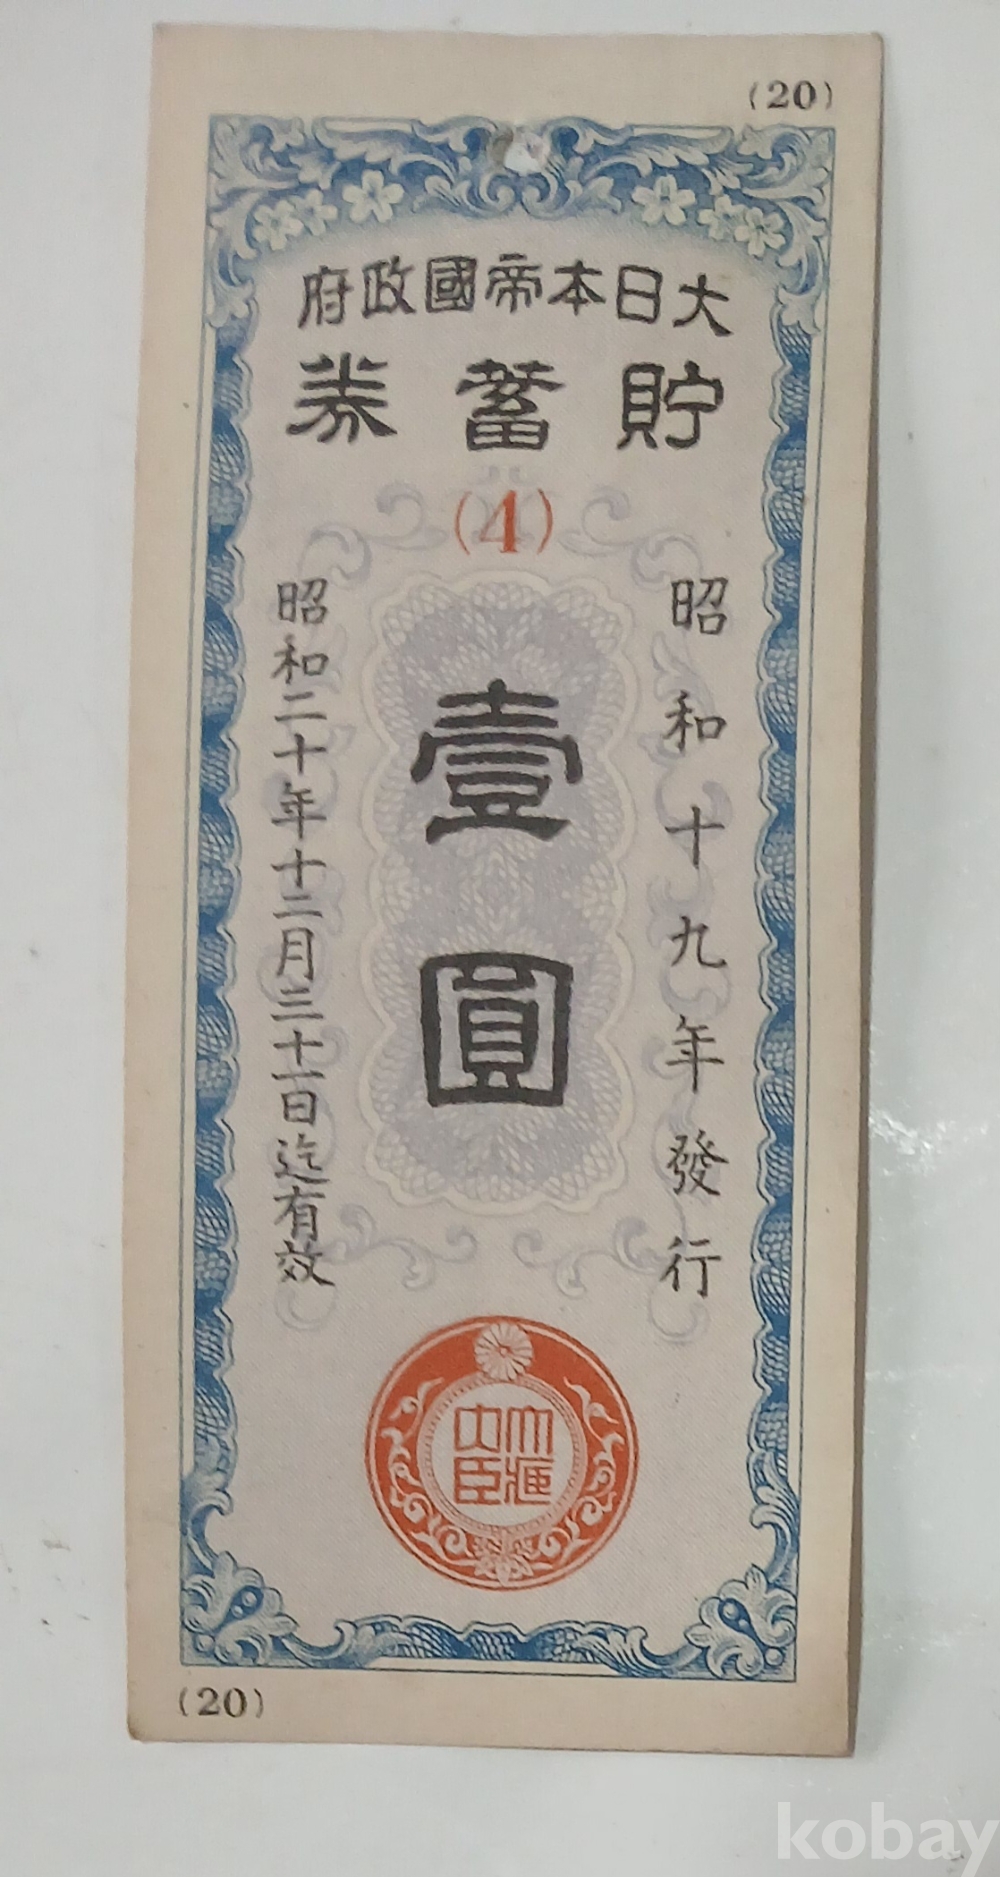 (20)
大日本帝國政府
貯蓄券
(4)
昭和十九年發行
壹圓
昭和二十年十二月三十一日迄有效
大藏大臣
(20)
kobay